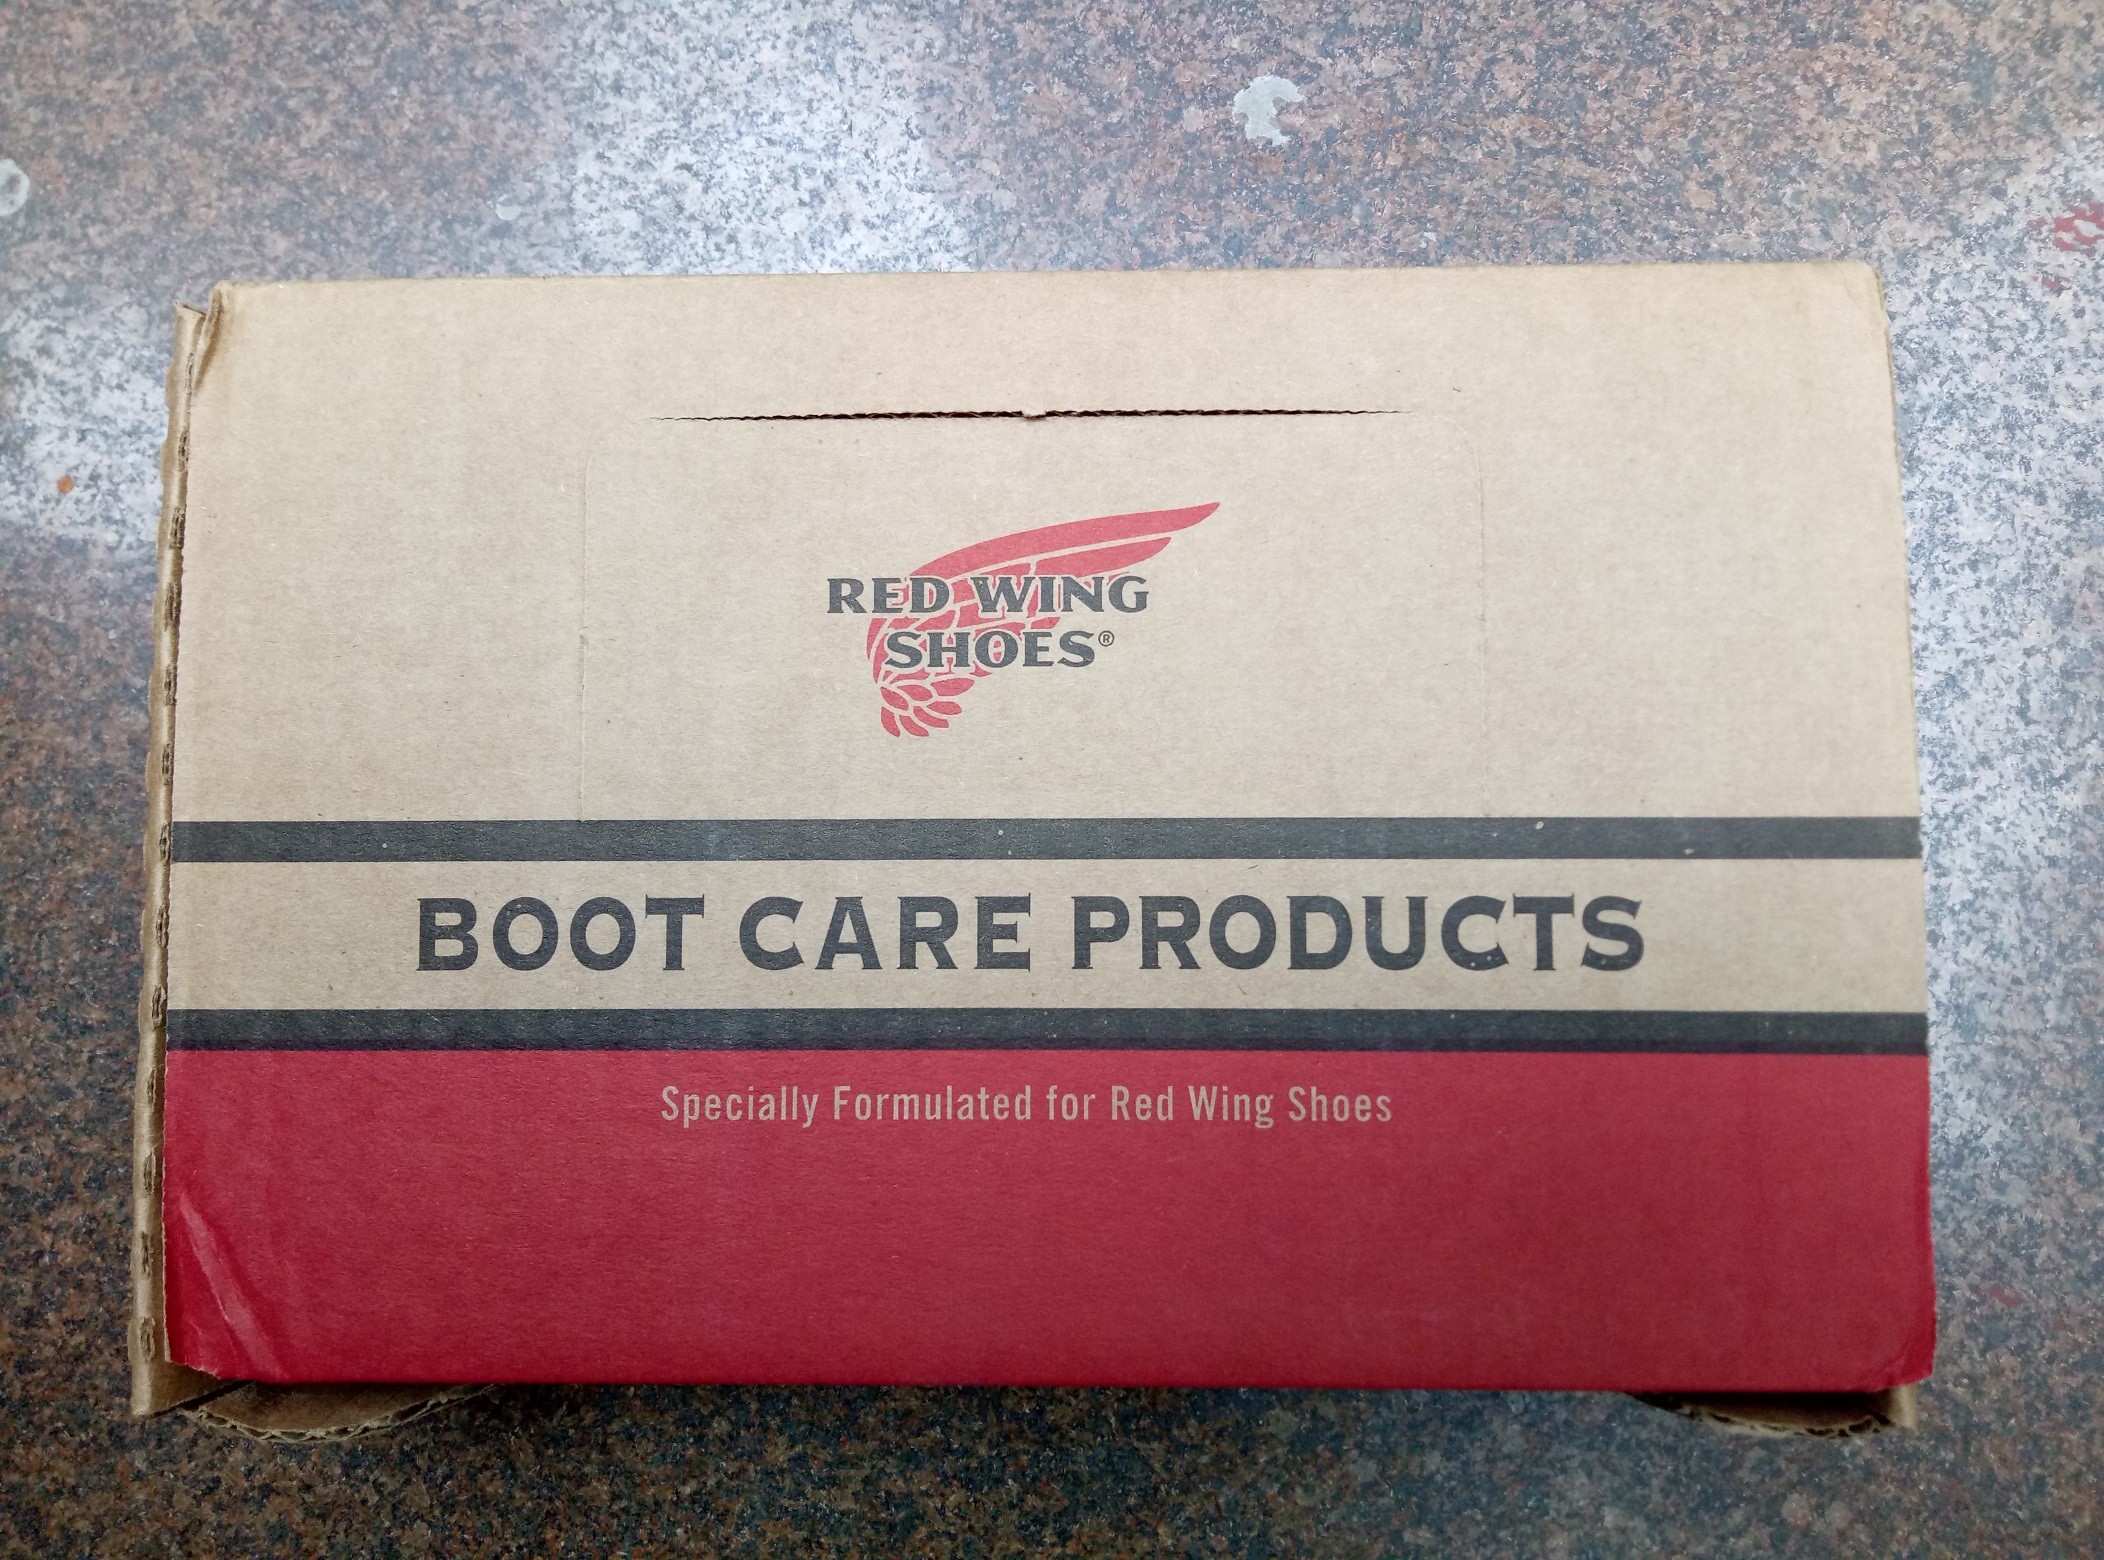 RED WING
SHOES®
BOOT CARE PRODUCTS
Specially Formulated for Red Wing Shoes